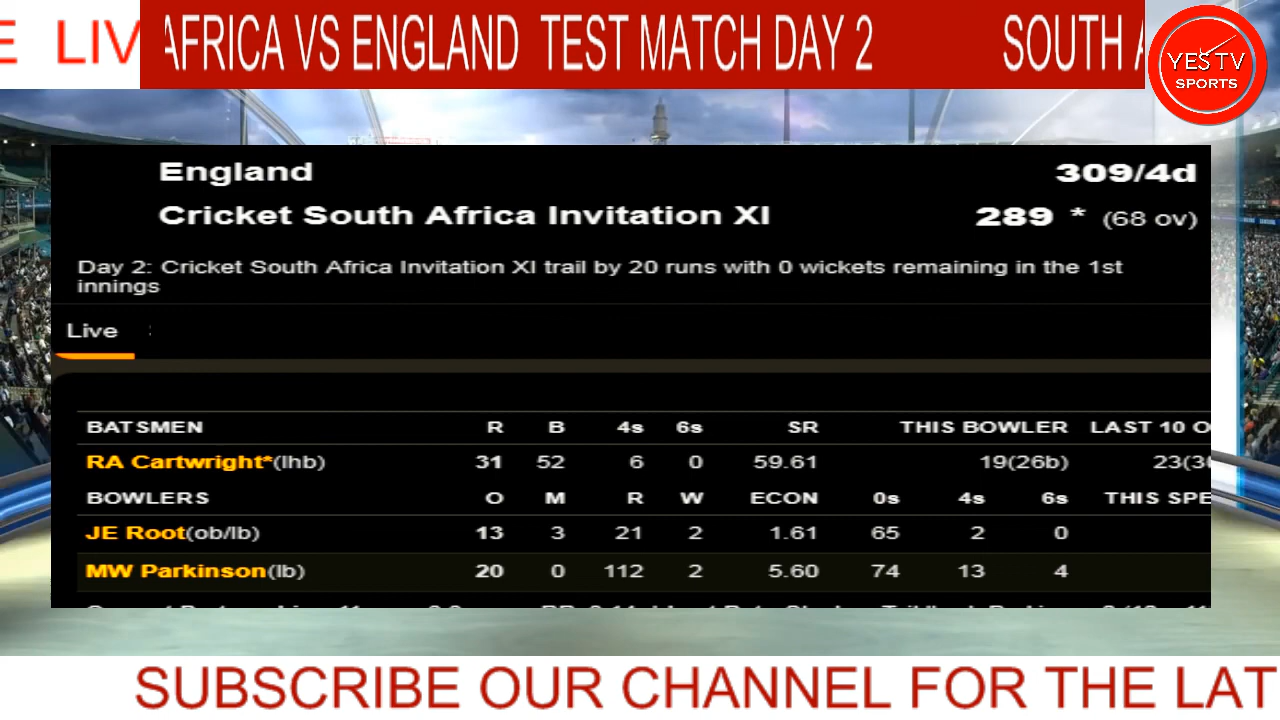 E LIV AFRICA VS ENGLAND TEST MATCH DAY 2 SOUTH A
YES TV
SPORTS
England 309/4d
Cricket South Africa Invitation XI 289 * (68 ov)
Day 2: Cricket South Africa Invitation XI trail by 20 runs with 0 wickets remaining in the 1st
innings
Live
BATSMEN R B 4s 6s SR THIS BOWLER LAST 10 O
RA Cartwright*(lhb) 31 52 6 0 59.61 19(26b) 23(3
BOWLERS O M R W ECON 0s 4s 6s THIS SPE
JE Root(ob/lb) 13 3 21 2 1.61 65 2 0
MW Parkinson(lb) 20 0 112 2 5.60 74 13 4
SUBSCRIBE OUR CHANNEL FOR THE LAT